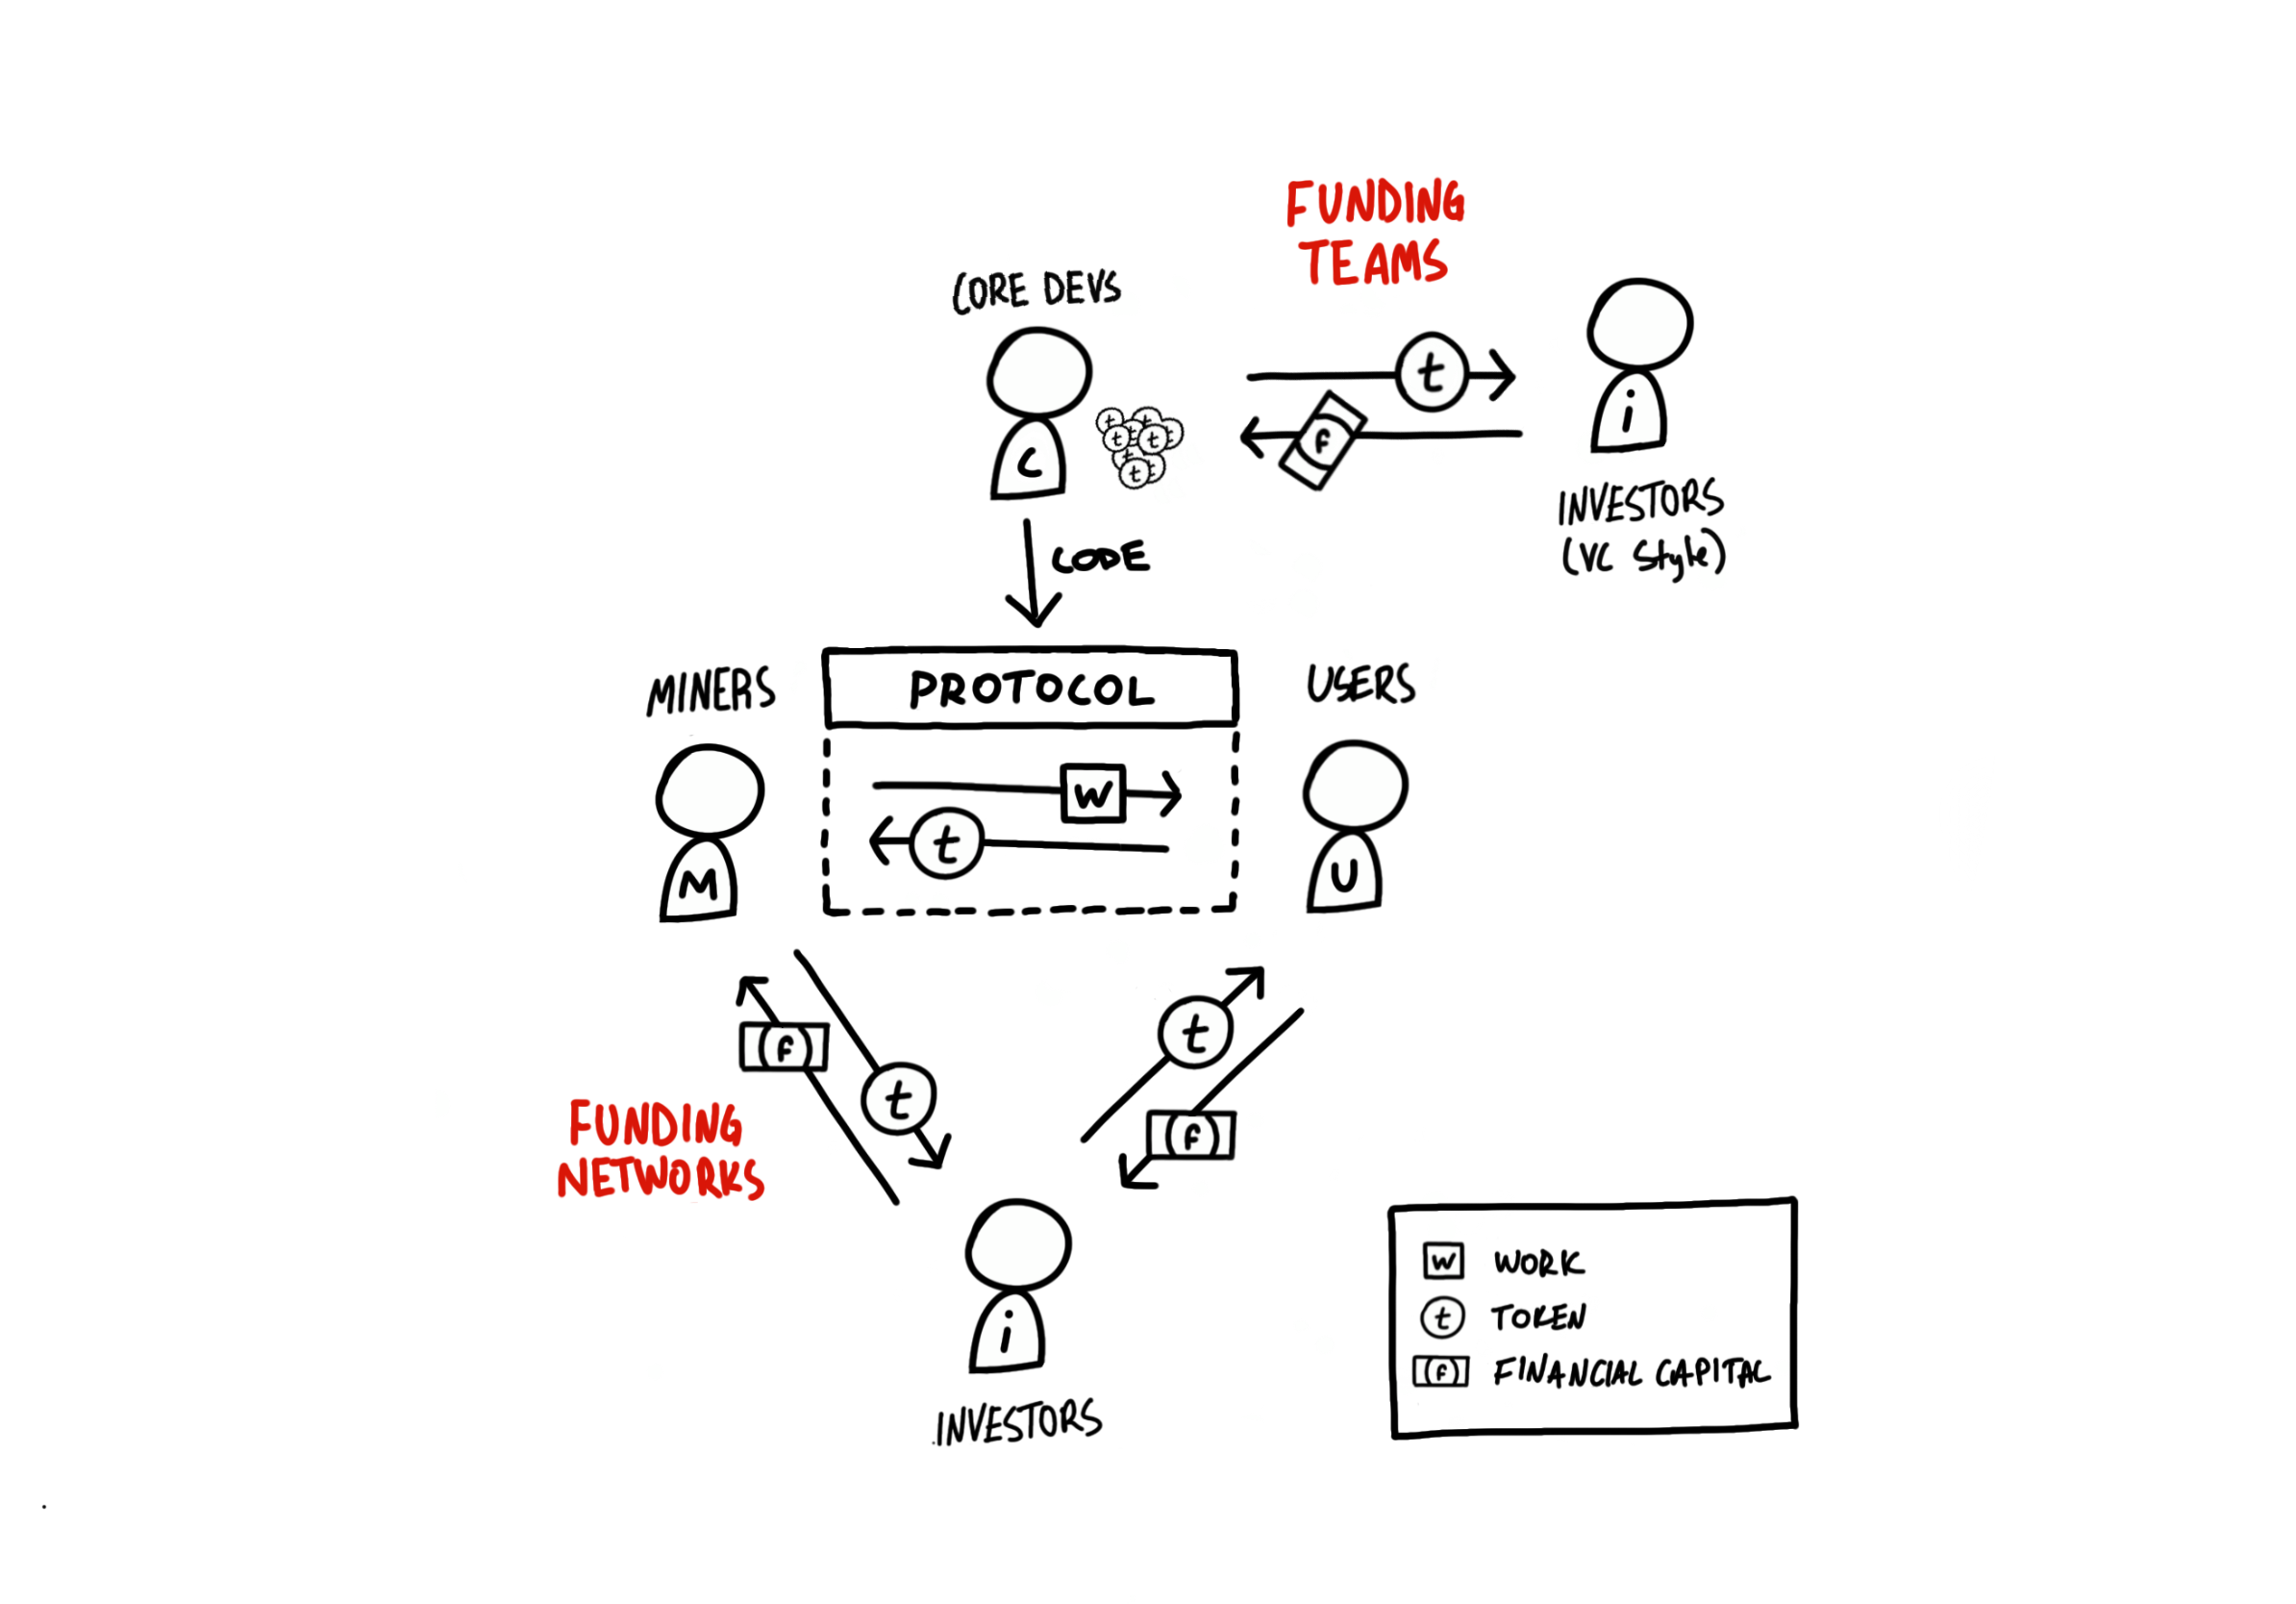 FUNDING
TEAMS
CORE DEVS
t
i
C
t t t t t t t t
f
INVESTORS
(VC Style)
CODE
MINERS
PROTOCOL
USERS
W
t
M
U
t
f
t
f
FUNDING
NETWORKS
i
INVESTORS
W WORK
t TOKEN
f FINANCIAL CAPITAL